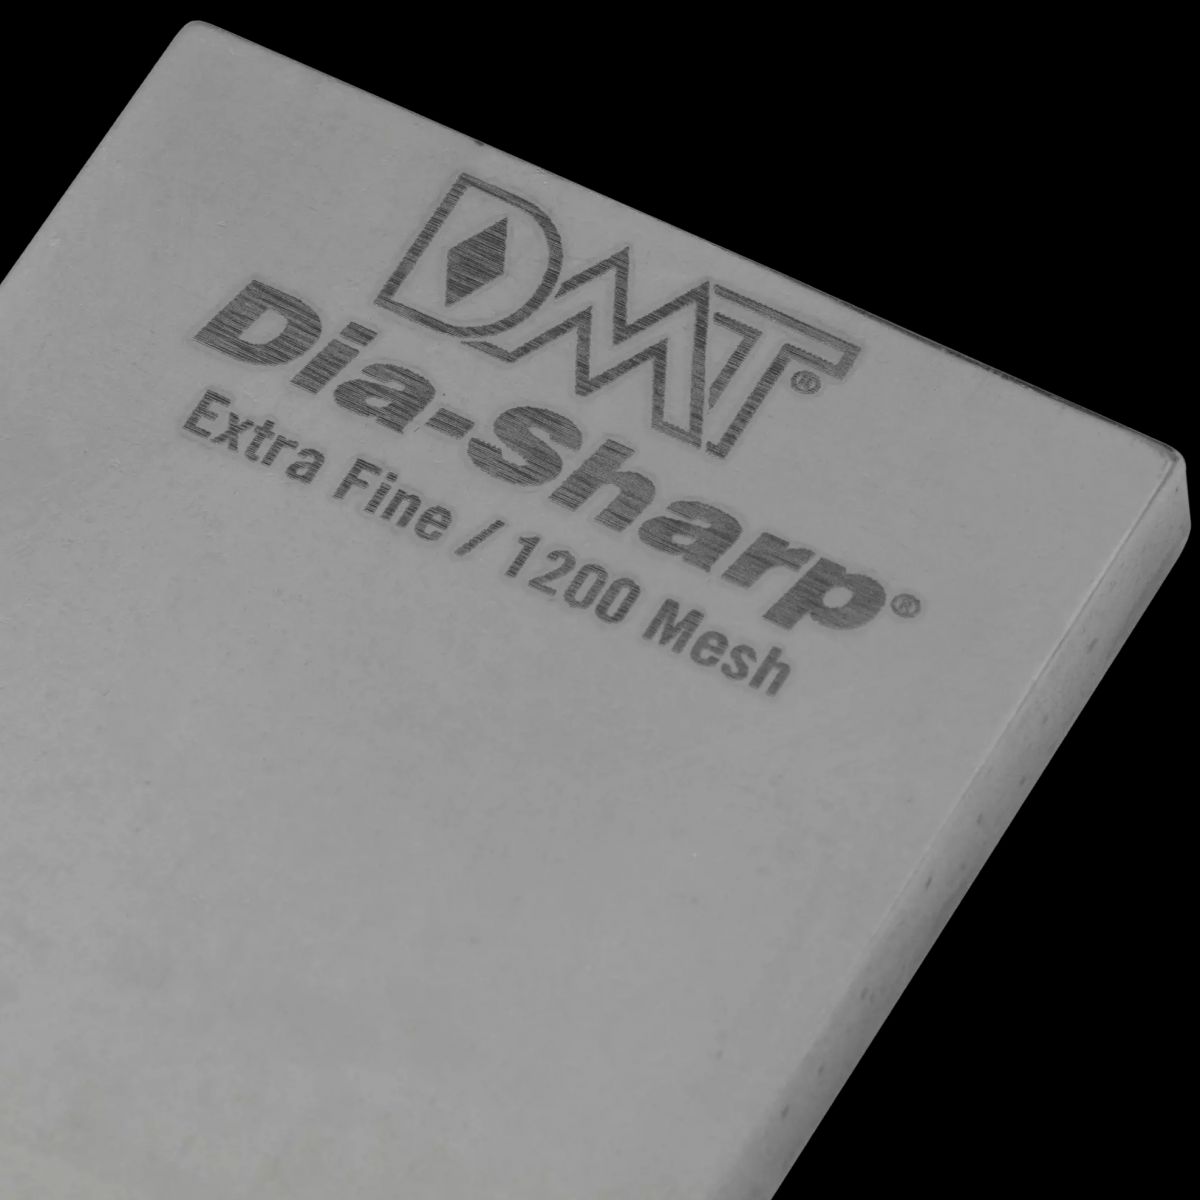 DMT®
Dia-Sharp®
Extra Fine / 1200 Mesh